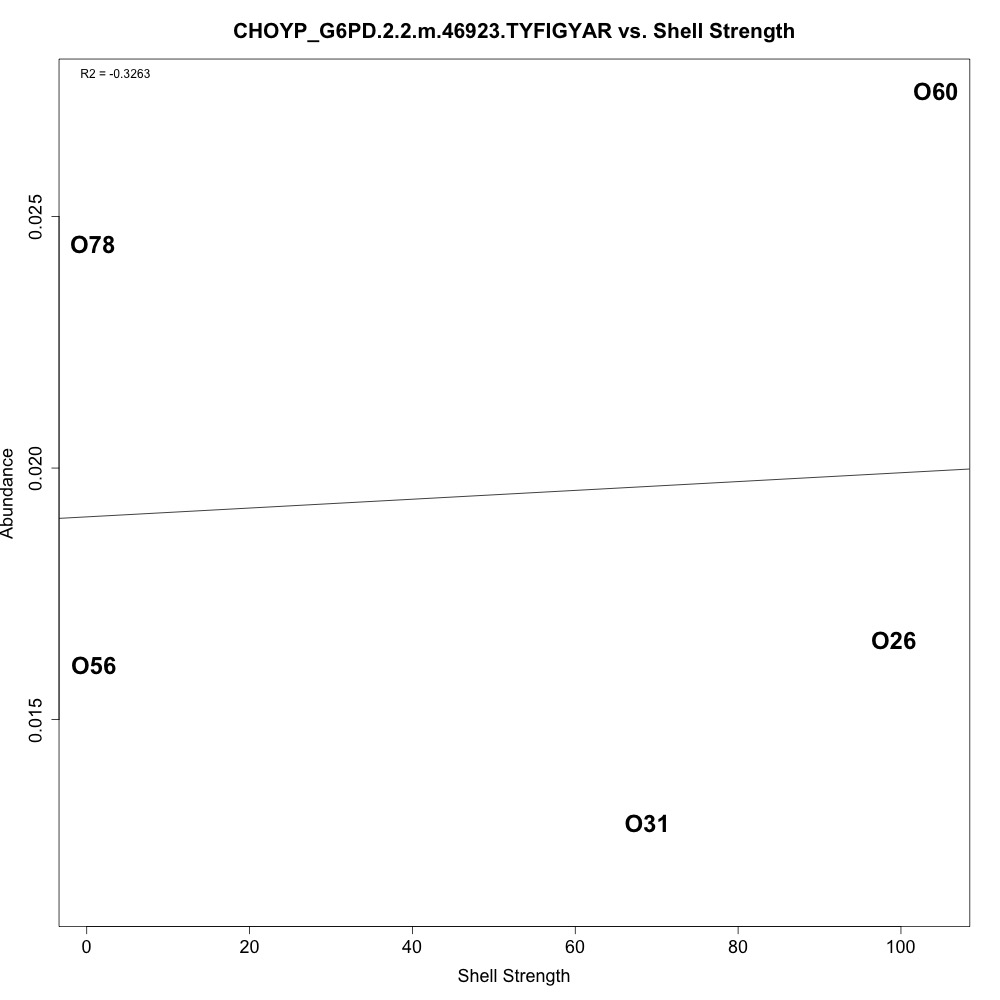 CHOYP_G6PD.2.2.m.46923.TYFIGYAR vs. Shell Strength
R2 = -0.3263
O60
0.025
O78
0.020
Abundance
O26
O56
0.015
O31
0 20 40 60 80 100
Shell Strength